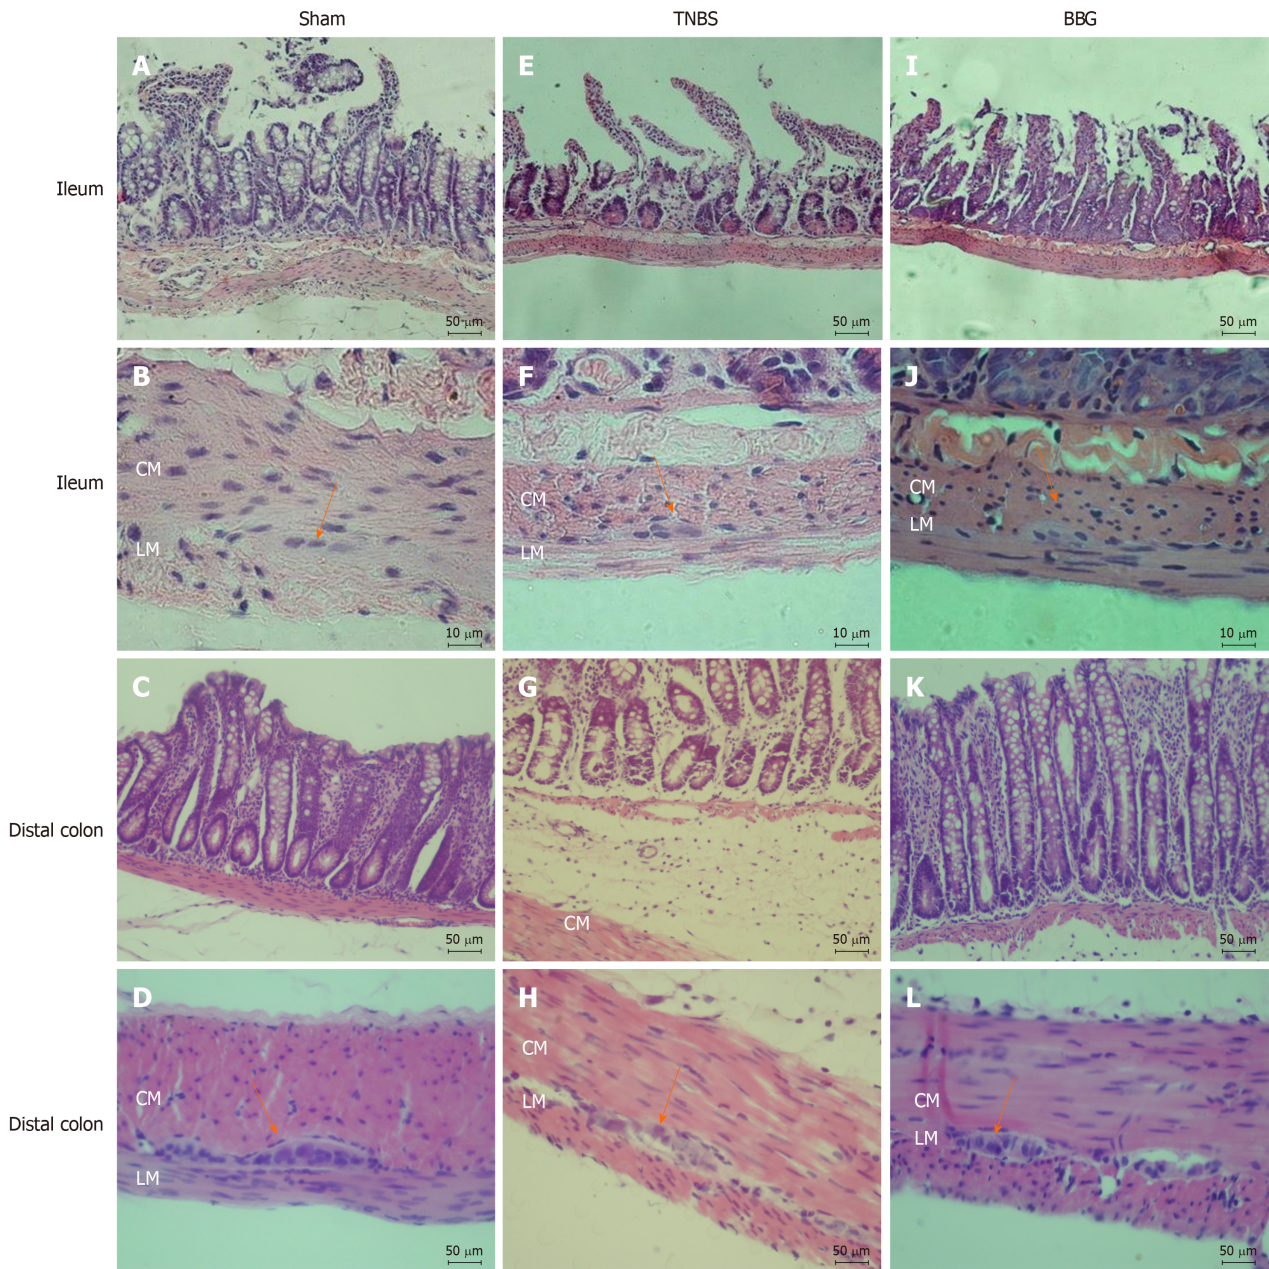 Sham TNBS BBG
A E I
Ileum
50 μm 50 μm 50 μm
B F J
CM CM CM
Ileum
LM LM LM
10 μm 10 μm 10 μm
C G K
Distal colon
CM
50 μm 50 μm 50 μm
D H L
CM CM CM
Distal colon
LM LM LM
50 μm 50 μm 50 μm